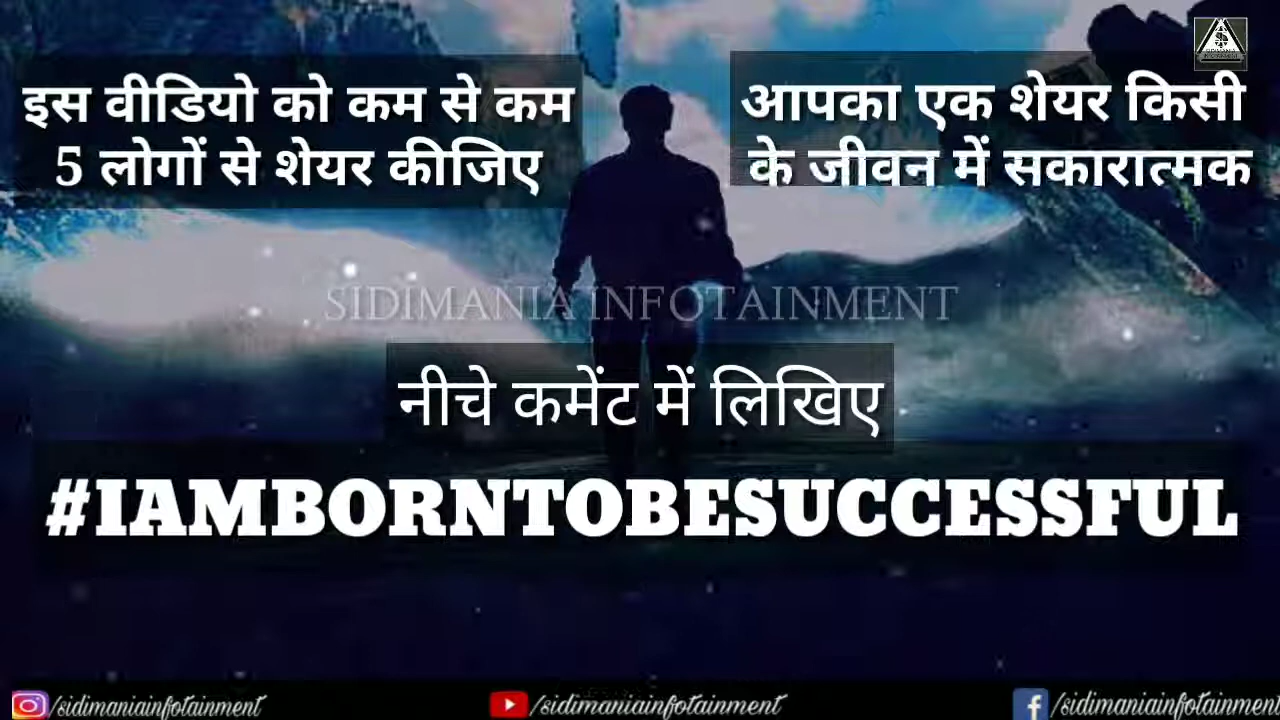 इस वीडियो को कम से कम
5 लोगों से शेयर कीजिए
आपका एक शेयर किसी
के जीवन में सकारात्मक
SIDIMANIA INFOTAINMENT
नीचे कमेंट में लिखिए
#IAMBORNTOBESUCCESSFUL
/sidimaniainfotainment
/sidimaniainfotainment
/sidimaniainfotainment